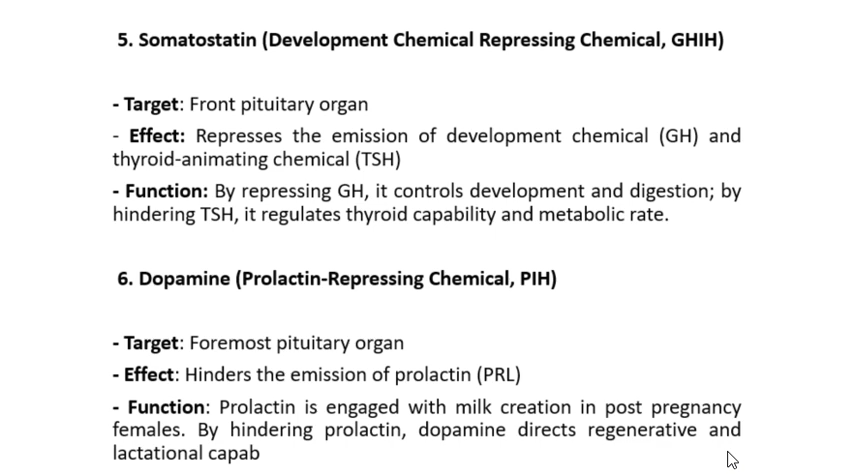 5. Somatostatin (Development Chemical Repressing Chemical, GHIH)
- Target: Front pituitary organ
- Effect: Represses the emission of development chemical (GH) and
thyroid-animating chemical (TSH)
- Function: By repressing GH, it controls development and digestion; by
hindering TSH, it regulates thyroid capability and metabolic rate.
6. Dopamine (Prolactin-Repressing Chemical, PIH)
- Target: Foremost pituitary organ
- Effect: Hinders the emission of prolactin (PRL)
- Function: Prolactin is engaged with milk creation in post pregnancy
females. By hindering prolactin, dopamine directs regenerative and
lactational capab